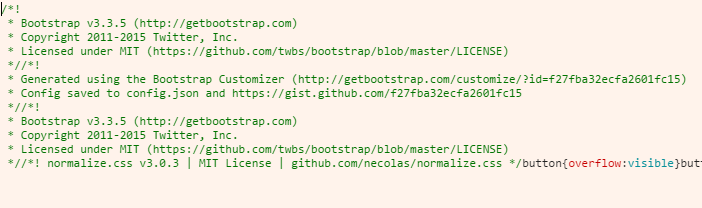 /*!
 * Bootstrap v3.3.5 (http://getbootstrap.com)
 * Copyright 2011-2015 Twitter, Inc.
 * Licensed under MIT (https://github.com/twbs/bootstrap/blob/master/LICENSE)
 *//*!
 * Generated using the Bootstrap Customizer (http://getbootstrap.com/customize/?id=f27fba32ecfa2601fc15)
 * Config saved to config.json and https://gist.github.com/f27fba32ecfa2601fc15
 *//*!
 * Bootstrap v3.3.5 (http://getbootstrap.com)
 * Copyright 2011-2015 Twitter, Inc.
 * Licensed under MIT (https://github.com/twbs/bootstrap/blob/master/LICENSE)
 *//*! normalize.css v3.0.3 | MIT License | github.com/necolas/normalize.css */button{overflow:visible}but